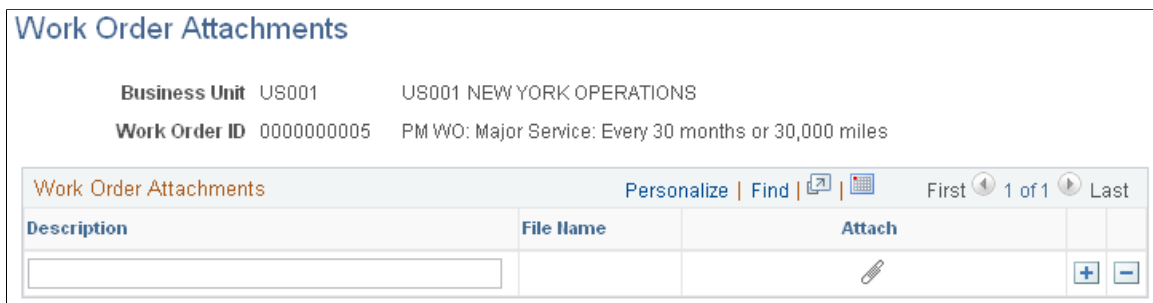 Work Order Attachments
Business Unit US001 US001 NEW YORK OPERATIONS
Work Order ID 0000000005 PM WO: Major Service: Every 30 months or 30,000 miles
Work Order Attachments Personalize | Find | | First 1 of 1 Last
Description File Name Attach